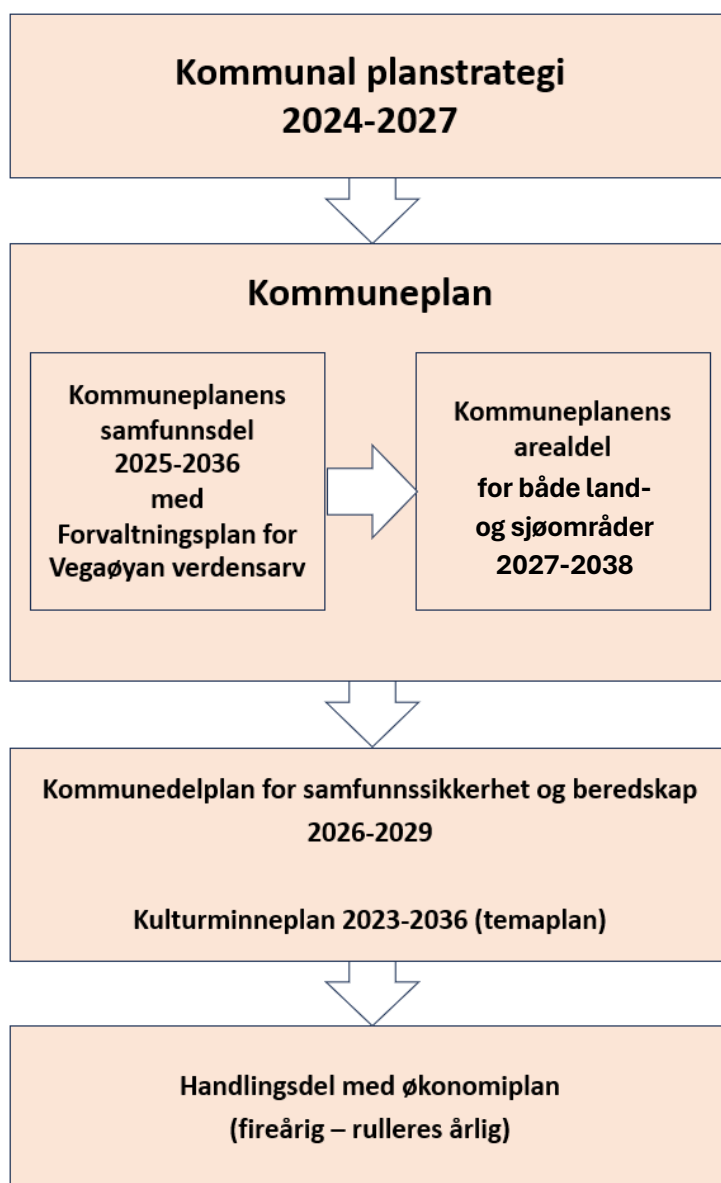 Kommunal planstrategi
2024-2027
Kommuneplan
Kommuneplanens
samfunnsdel
2025-2036
med
Forvaltningsplan for
Vegaøyan verdensarv
Kommuneplanens
arealdel
for både land-
og sjøområder
2027-2038
Kommunedelplan for samfunnssikkerhet og beredskap
2026-2029
Kulturminneplan 2023-2036 (temaplan)
Handlingsdel med økonomiplan
(fireårig – rulleres årlig)